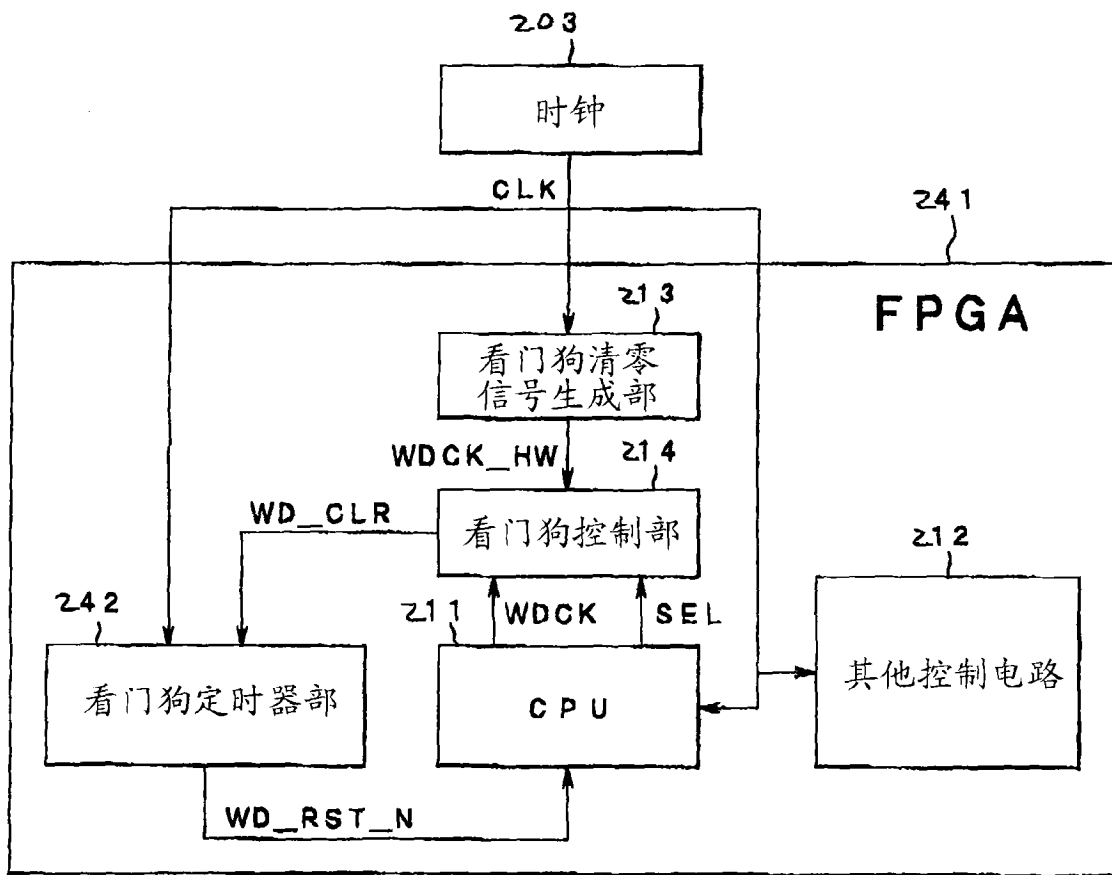 203
时钟
CLK
241
FPGA
213
看门狗清零
信号生成部
WDCK_HW
214
WD_CLR
看门狗控制部
212
242
211
WDCK
SEL
看门狗定时器部
CPU
其他控制电路
WD_RST_N